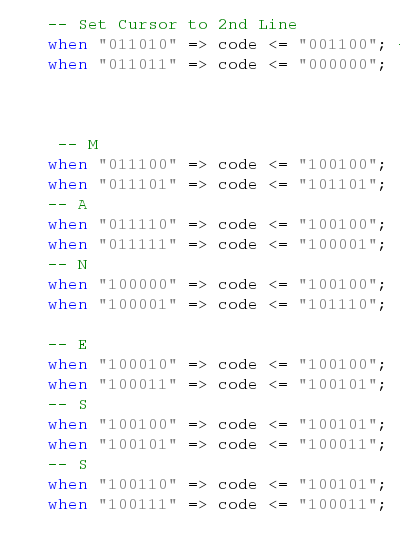 -- Set Cursor to 2nd Line
when "011010" => code <= "001100";
when "011011" => code <= "000000";
-- M
when "011100" => code <= "100100";
when "011101" => code <= "101101";
-- A
when "011110" => code <= "100100";
when "011111" => code <= "100001";
-- N
when "100000" => code <= "100100";
when "100001" => code <= "101110";
-- E
when "100010" => code <= "100100";
when "100011" => code <= "100101";
-- S
when "100100" => code <= "100101";
when "100101" => code <= "100011";
-- S
when "100110" => code <= "100101";
when "100111" => code <= "100011";